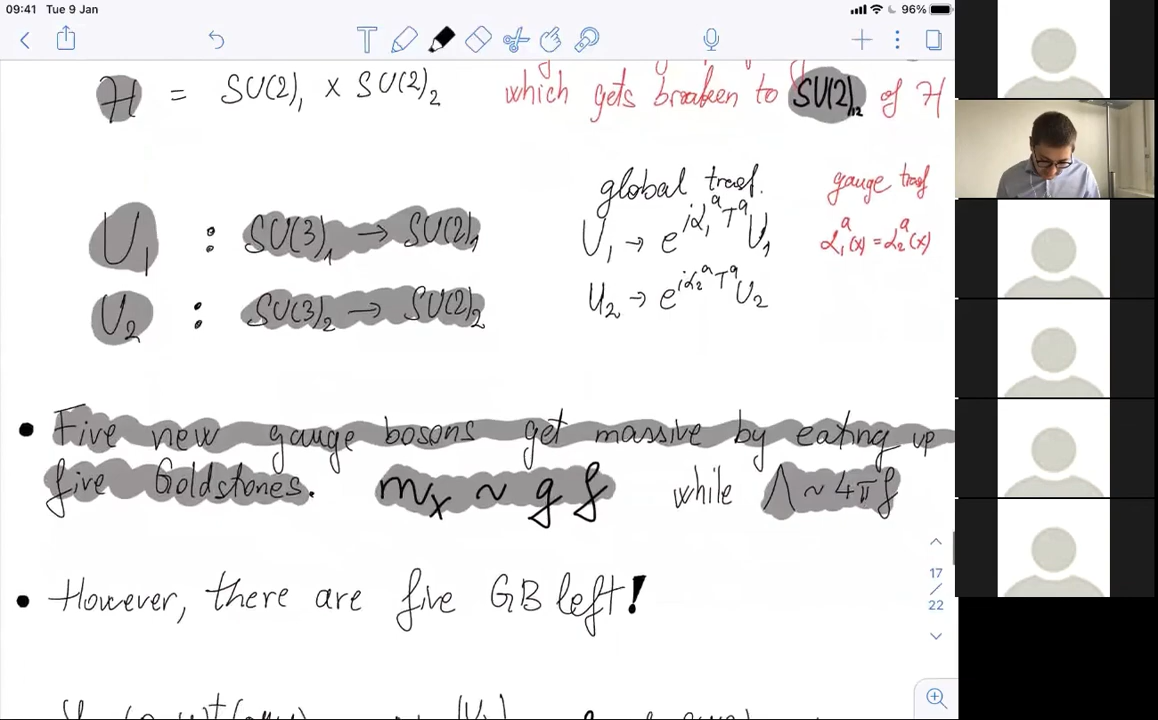 09:41 Tue 9 Jan
96%
H = SU(2)₁ × SU(2)₂ which gets broken to SU(2)₁₂ of H
global trasf. gauge trasf
U₁ : SU(3)₁ → SU(2)₁ U₁ → e^{iα₁ᵃTᵃ} U₁ α₁ᵃ(x) = α₂ᵃ(x)
U₂ : SU(3)₂ → SU(2)₂ U₂ → e^{iα₂ᵃTᵃ} U₂
• Five new gauge bosons get massive by eating up
five Goldstones. mₓ ~ g f while Λ ~ 4π f
• However, there are five GB left!
17
/
22